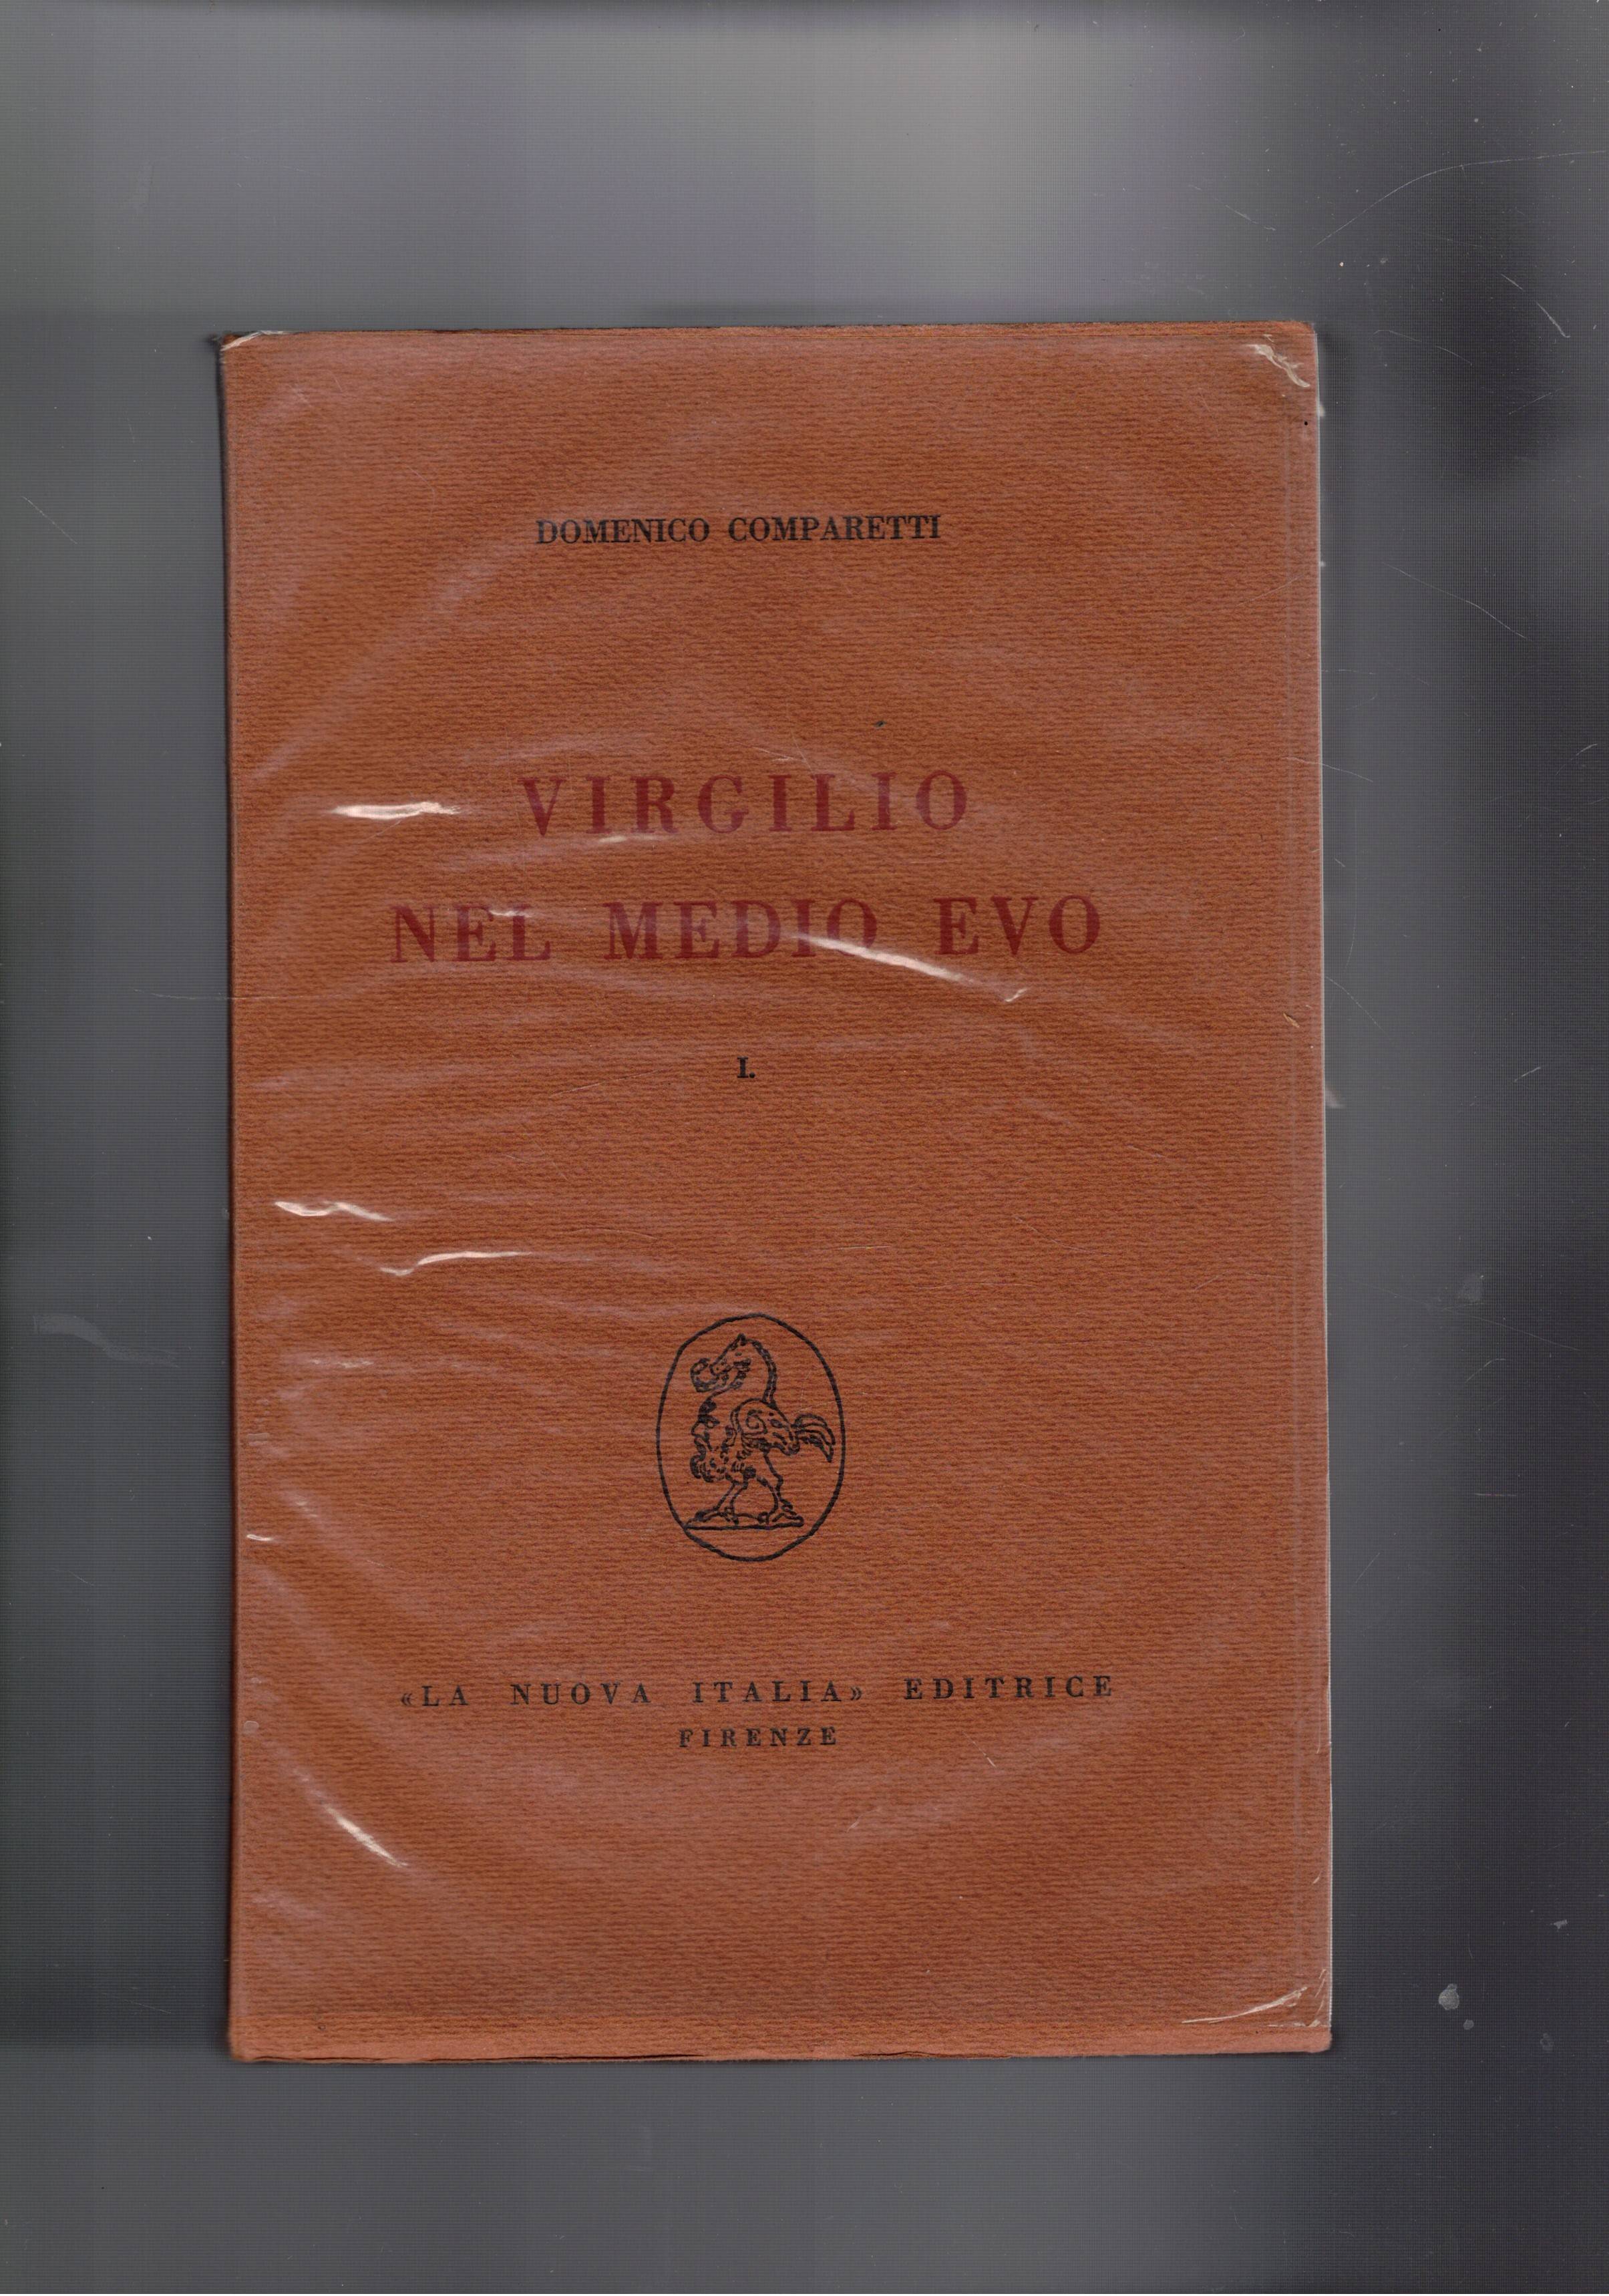 DOMENICO COMPARETTI
VIRGILIO
NEL MEDIO EVO
I.
«LA NUOVA ITALIA» EDITRICE
FIRENZE